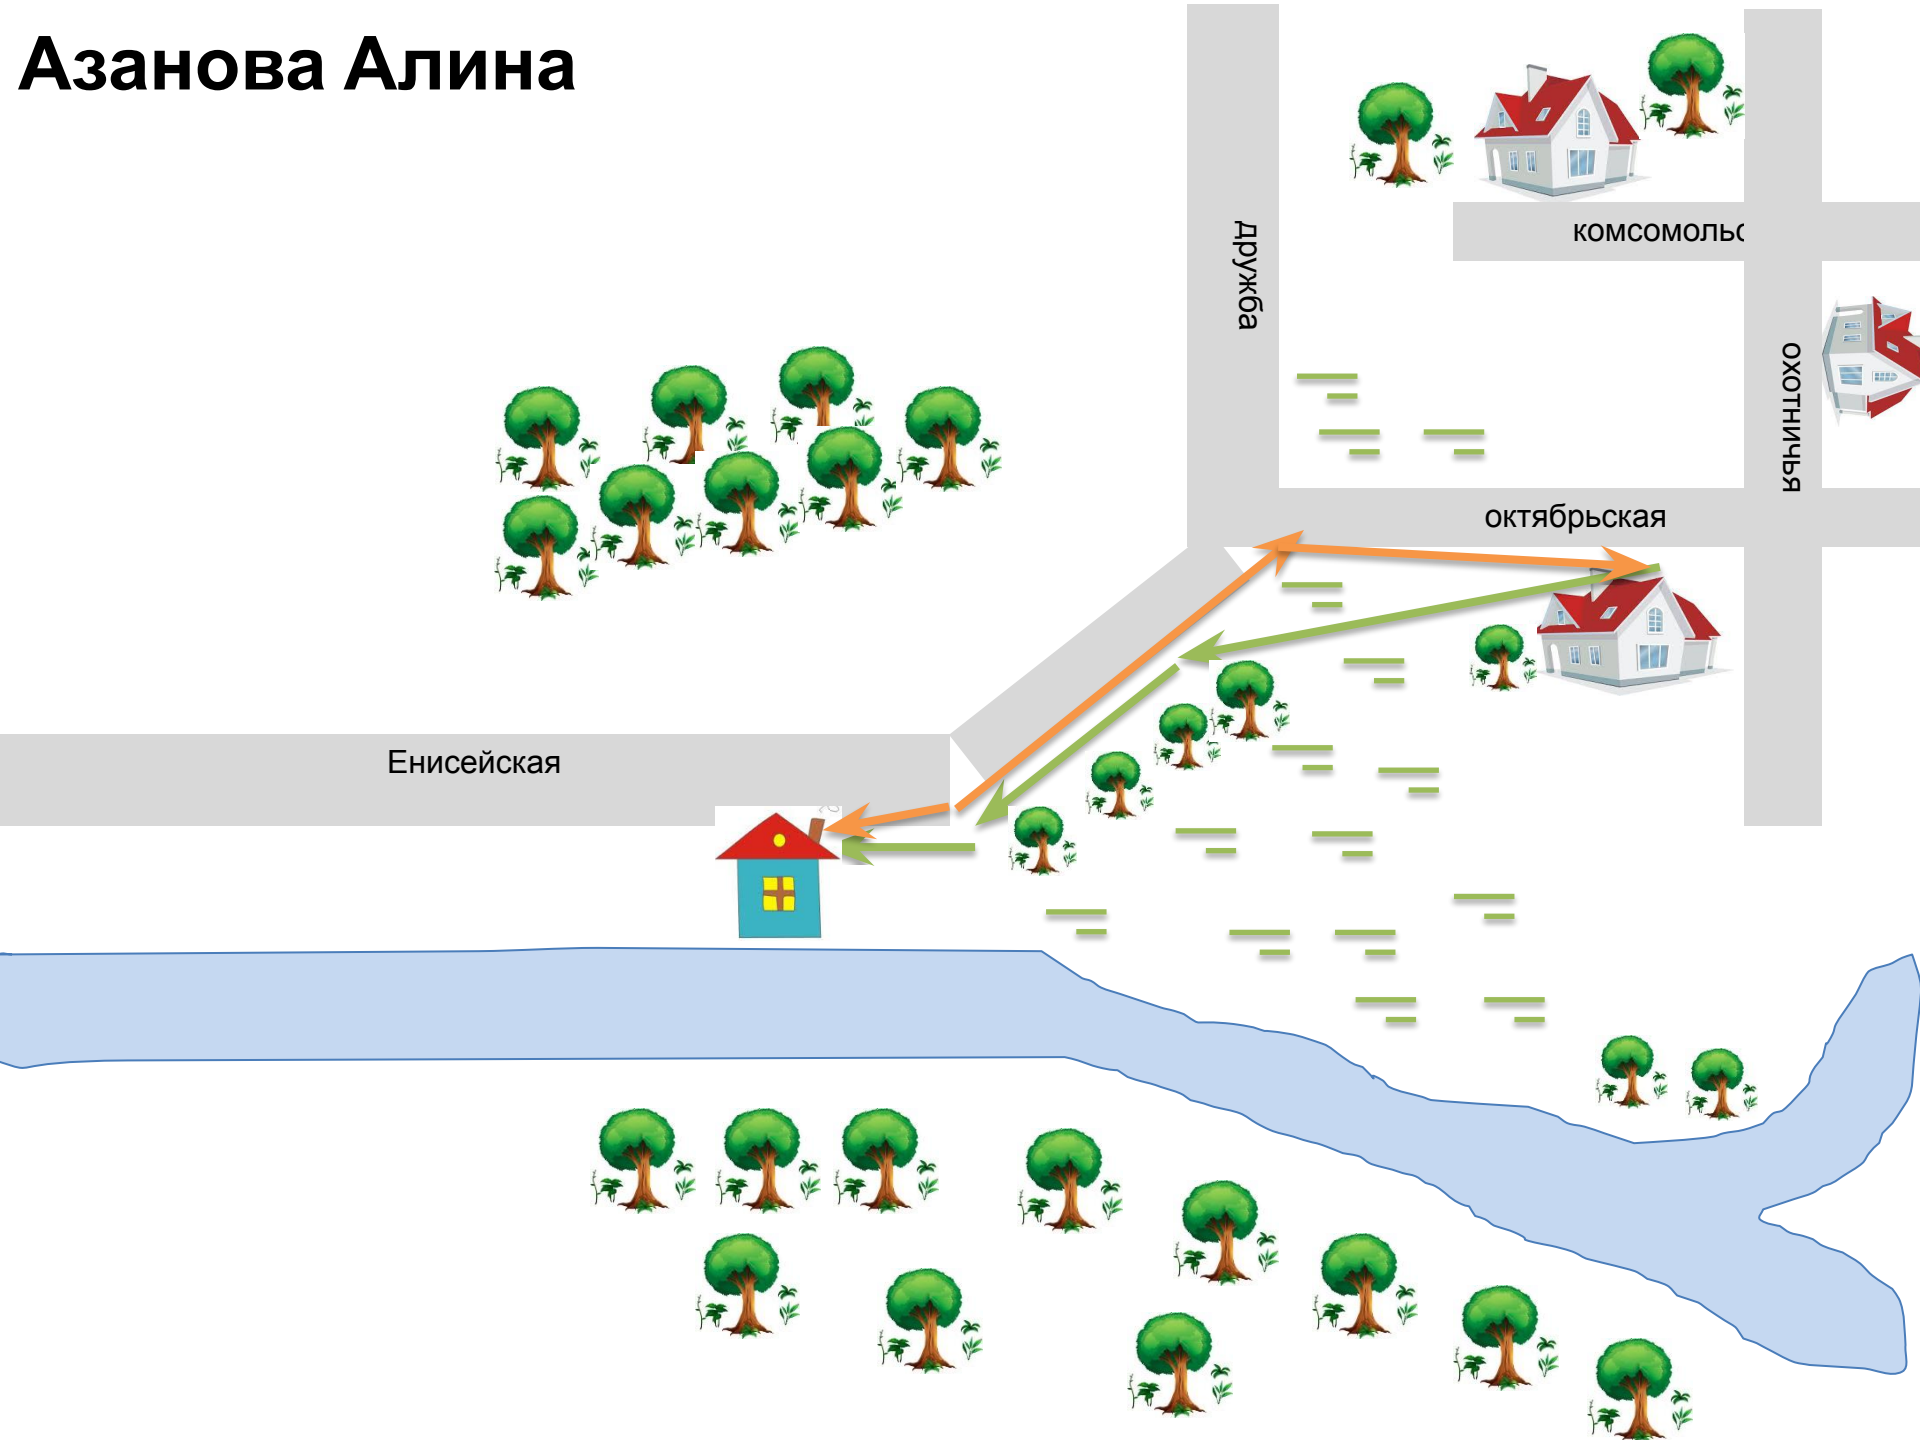 Азанова Алина
дружба
комсомольс
охотничья
октябрьская
Енисейская